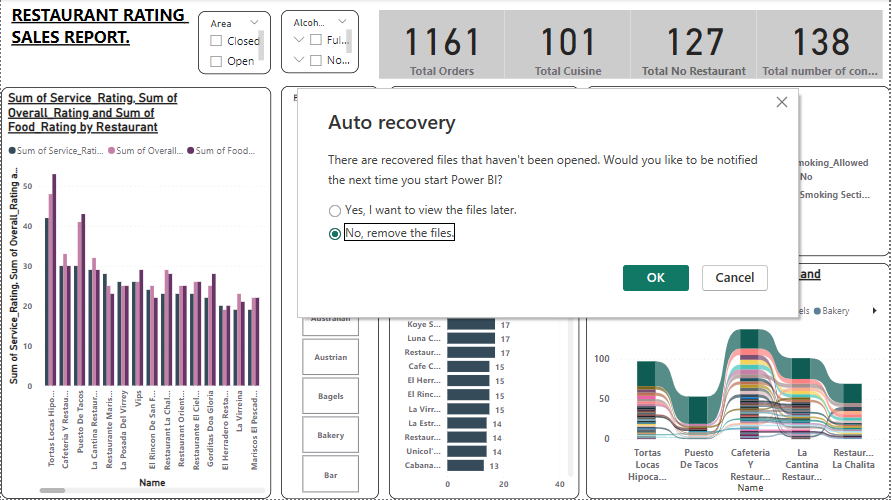 RESTAURANT RATING
SALES REPORT.
Area
Closed
Open
Alcoh...
Ful...
No...
1161
Total Orders
101
Total Cuisine
127
Total No Restaurant
138
Total number of con...
Sum of Service_Rating, Sum of
Overall_Rating and Sum of
Food_Rating by Restaurant
Sum of Service_Rati...
Sum of Overall...
Sum of Food...
Sum of Service_Rating, Sum of Overall_Rating a...
50
40
30
20
10
0
Tortas Locas Hipo...
Cafeteria Y Restau...
Puesto De Tacos
La Cantina Restaur...
Restaurante Maris...
La Posada Del Virrey
Vips
El Rincon De San F...
Restaurant La Chal...
Restaurant Orient...
Restaurante El Ciel...
Gorditas Doa Gloria
El Herradero Resta...
La Virreina
Mariscos El Pescad...
Name
Auto recovery
There are recovered files that haven't been opened. Would you like to be notified
the next time you start Power BI?
Yes, I want to view the files later.
No, remove the files.
OK
Cancel
moking_Allowed
No
Smoking Secti...
Australian
Austrian
Bagels
Bakery
Bar
Koye S...
17
Luna C...
17
Restaur...
17
Cafe C...
15
El Herr...
15
El Rinc...
15
La Virr...
15
La Estr...
14
Restaur...
14
Unicol'...
14
Cabana...
13
0
20
40
and
els
Bakery
100
50
0
Tortas
Locas
Hipoca...
Puesto
De Tacos
Cafeteria
Y
Restaur...
La
Cantina
Restaur...
Restaur...
La Chalita
Name